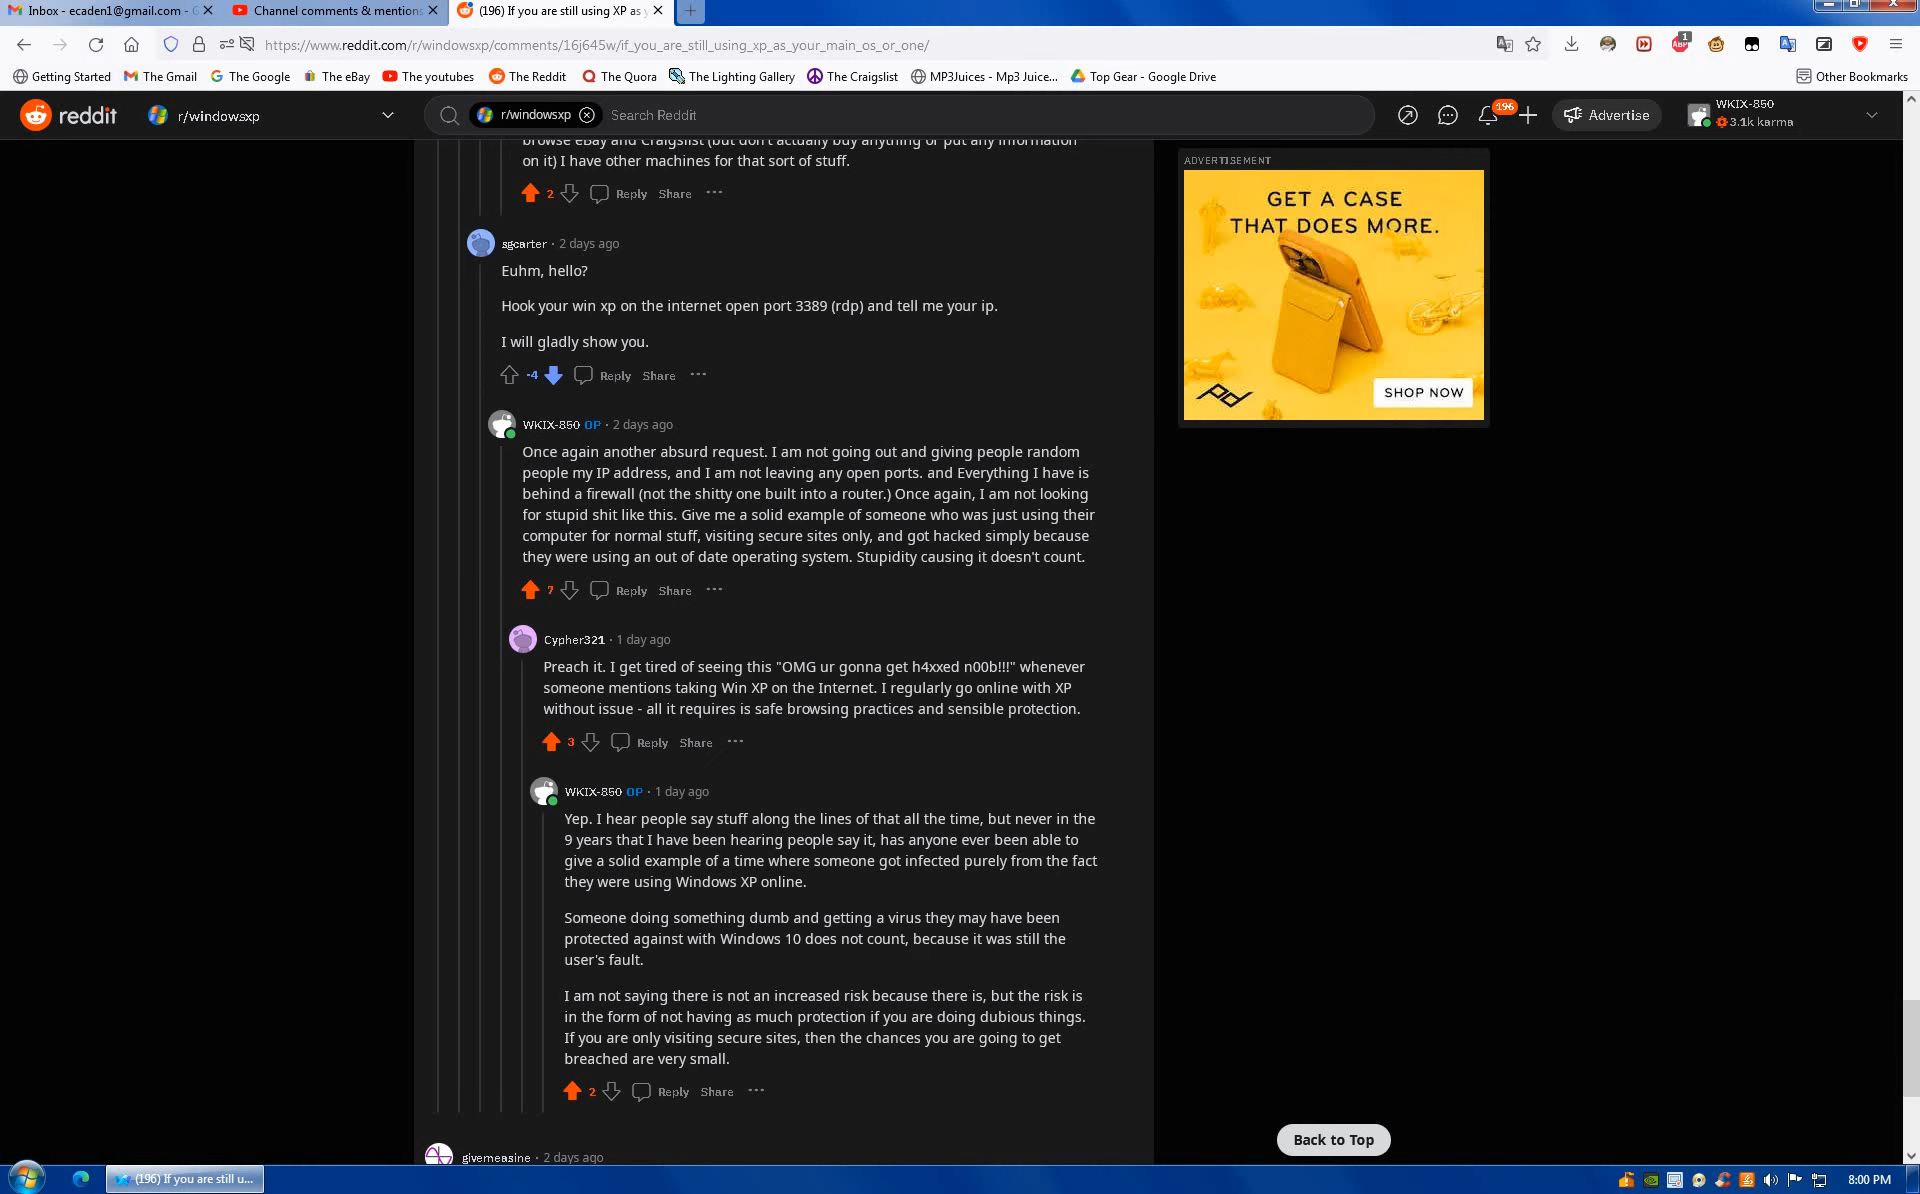 Inbox - ecaden1@gmail.com - G
Channel comments & mentions
(196) If you are still using XP as y
https://www.reddit.com/r/windowsxp/comments/16j645w/if_you_are_still_using_xp_as_your_main_os_or_one/
1
ABP
Getting Started
The Gmail
The Google
The eBay
The youtubes
The Reddit
The Quora
The Lighting Gallery
The Craigslist
MP3Juices - Mp3 Juice...
Top Gear - Google Drive
Other Bookmarks
reddit
r/windowsxp
r/windowsxp
Search Reddit
196
Advertise
WKIX-850
3.1k karma
browse eBay and Craigslist (but don't actually buy anything or put any information
on it) I have other machines for that sort of stuff.
2 Reply Share ···
sgcarter · 2 days ago
Euhm, hello?
Hook your win xp on the internet open port 3389 (rdp) and tell me your ip.
I will gladly show you.
-4 Reply Share ···
WKIX-850 OP · 2 days ago
Once again another absurd request. I am not going out and giving people random
people my IP address, and I am not leaving any open ports. and Everything I have is
behind a firewall (not the shitty one built into a router.) Once again, I am not looking
for stupid shit like this. Give me a solid example of someone who was just using their
computer for normal stuff, visiting secure sites only, and got hacked simply because
they were using an out of date operating system. Stupidity causing it doesn't count.
7 Reply Share ···
Cypher321 · 1 day ago
Preach it. I get tired of seeing this "OMG ur gonna get h4xxed n00b!!!" whenever
someone mentions taking Win XP on the Internet. I regularly go online with XP
without issue - all it requires is safe browsing practices and sensible protection.
3 Reply Share ···
WKIX-850 OP · 1 day ago
Yep. I hear people say stuff along the lines of that all the time, but never in the
9 years that I have been hearing people say it, has anyone ever been able to
give a solid example of a time where someone got infected purely from the fact
they were using Windows XP online.
Someone doing something dumb and getting a virus they may have been
protected against with Windows 10 does not count, because it was still the
user's fault.
I am not saying there is not an increased risk because there is, but the risk is
in the form of not having as much protection if you are doing dubious things.
If you are only visiting secure sites, then the chances you are going to get
breached are very small.
2 Reply Share ···
givemeasine · 2 days ago
ADVERTISEMENT
GET A CASE
THAT DOES MORE.
pd
SHOP NOW
Back to Top
(196) If you are still u...
8:00 PM